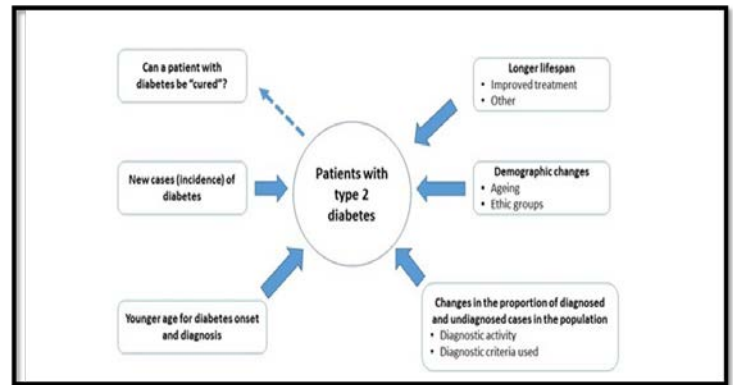 Can a patient with
diabetes be “cured”?
New cases (incidence) of
diabetes
Younger age for diabetes onset
and diagnosis
Patients with
type 2
diabetes
Longer lifespan
• Improved treatment
• Other
Demographic changes
• Ageing
• Ethic groups
Changes in the proportion of diagnosed
and undiagnosed cases in the population
• Diagnostic activity
• Diagnostic criteria used